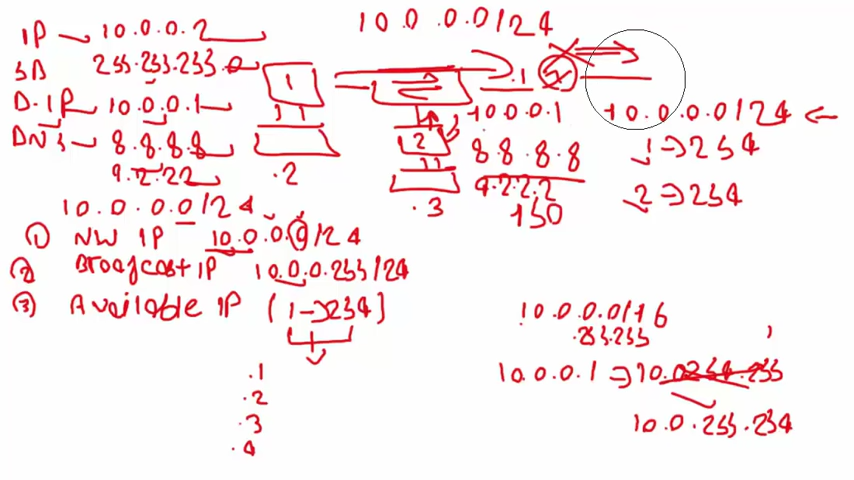 10.0.0.0/24
IP 10.0.0.2
SB 255.255.255.0
D.IP 10.0.0.1
DNS 8.8.8.8
9.2.22
1
.2
2
.3
.1
10.0.0.1
8.8.8.8
9.2.2.2
150
10.0.0.0/24
1 → 254
2 → 254
10.0.0.0/24
① NW IP 10.0.0.0/24
② Broadcast IP 10.0.0.255/24
③ Available IP (1 → 254)
.1
.2
.3
.4
10.0.0.0/16
.255.255
10.0.0.1 ⇒ 10.0254.255
10.0.255.254